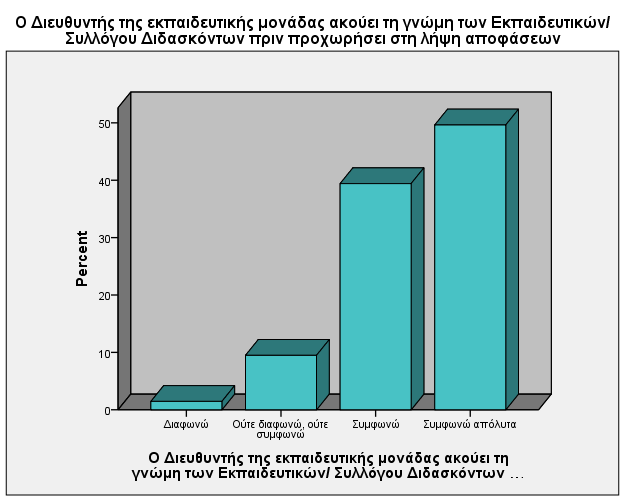 Ο Διευθυντής της εκπαιδευτικής μονάδας ακούει τη γνώμη των Εκπαιδευτικών/
Συλλόγου Διδασκόντων πριν προχωρήσει στη λήψη αποφάσεων
50
40
30
20
10
0
Percent
Διαφωνώ
Ούτε διαφωνώ, ούτε
συμφωνώ
Συμφωνώ
Συμφωνώ απόλυτα
Ο Διευθυντής της εκπαιδευτικής μονάδας ακούει τη
γνώμη των Εκπαιδευτικών/ Συλλόγου Διδασκόντων ...